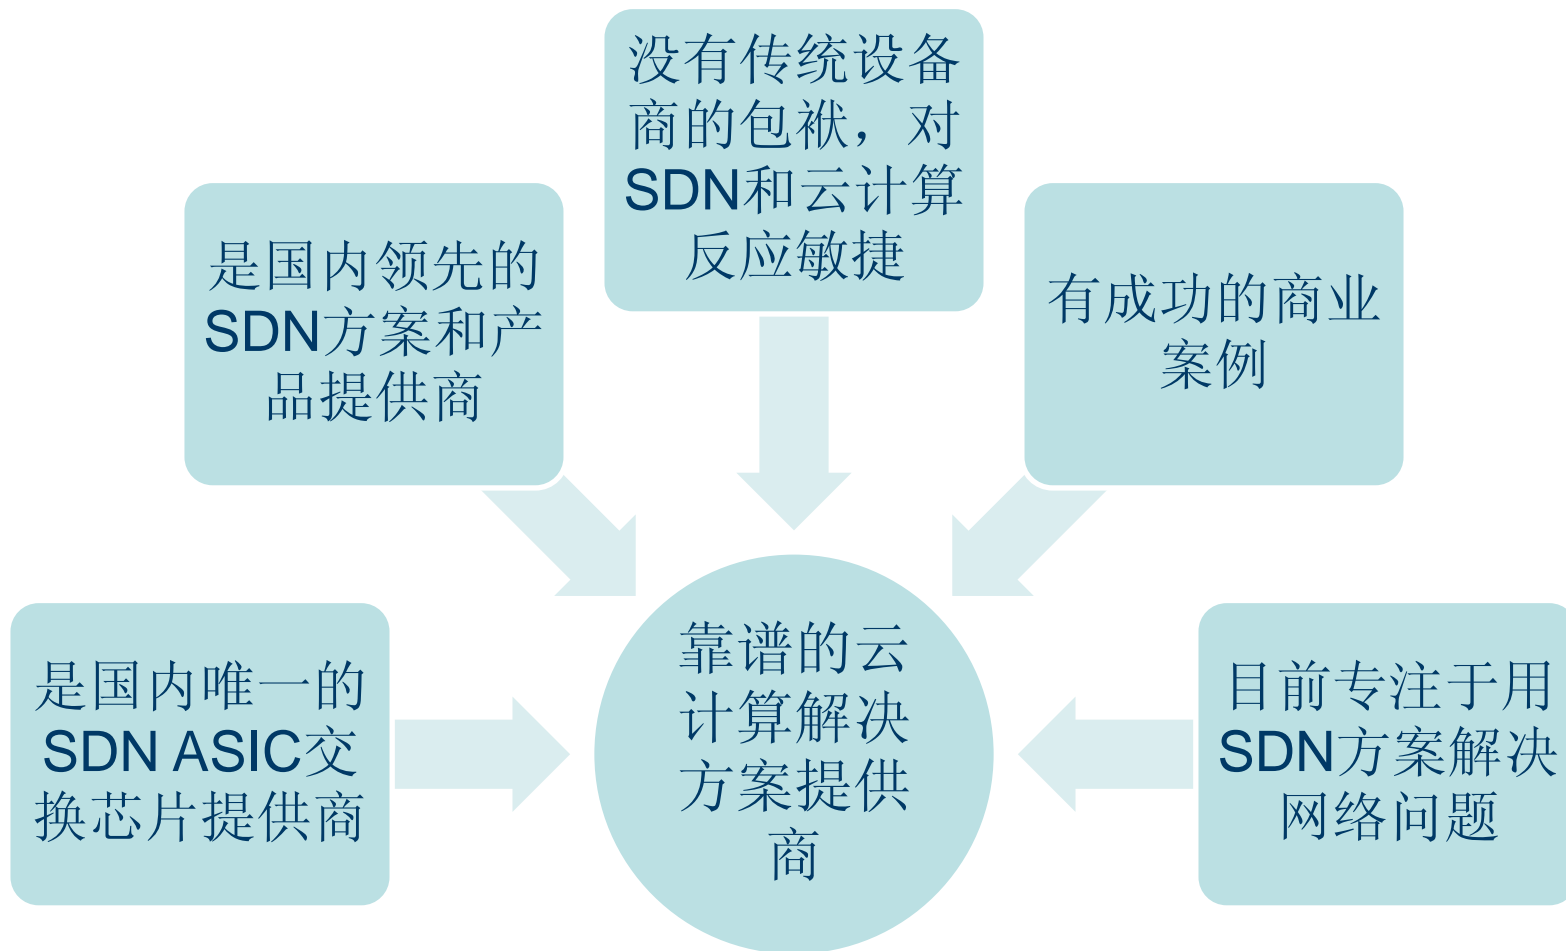 没有传统设备
商的包袱，对
SDN和云计算
反应敏捷
是国内领先的
SDN方案和产
品提供商
有成功的商业
案例
是国内唯一的
SDN ASIC交
换芯片提供商
靠谱的云
计算解决
方案提供
商
目前专注于用
SDN方案解决
网络问题